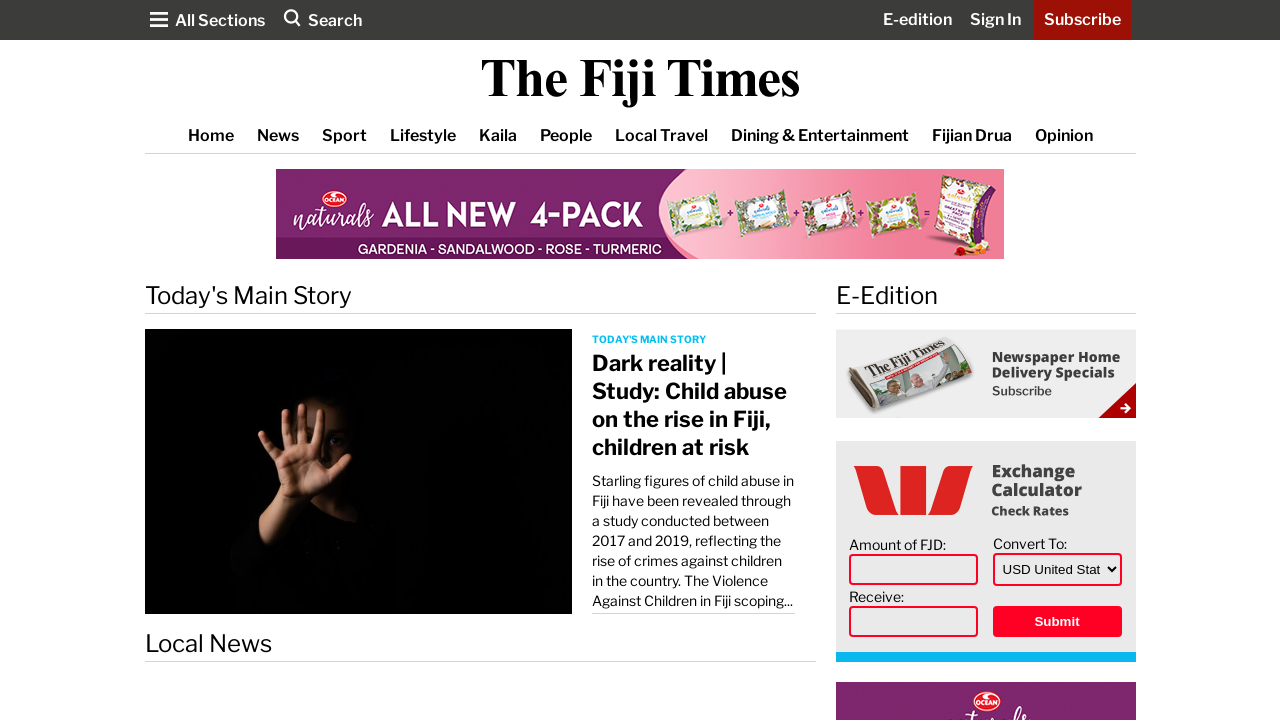 All Sections
Search
E-edition
Sign In
Subscribe
The Fiji Times
Home News Sport Lifestyle Kaila People Local Travel Dining & Entertainment Fijian Drua Opinion
OCEAN
naturals ALL NEW 4-PACK
GARDENIA - SANDALWOOD - ROSE - TURMERIC
Today's Main Story
TODAY'S MAIN STORY
Dark reality |
Study: Child abuse
on the rise in Fiji,
children at risk
Starling figures of child abuse in
Fiji have been revealed through
a study conducted between
2017 and 2019, reflecting the
rise of crimes against children
in the country. The Violence
Against Children in Fiji scoping...
Local News
E-Edition
The Fiji Times
Newspaper Home
Delivery Specials
Subscribe
Exchange
Calculator
Check Rates
Amount of FJD:
Convert To:
USD United Stat
Receive:
Submit
OCEAN